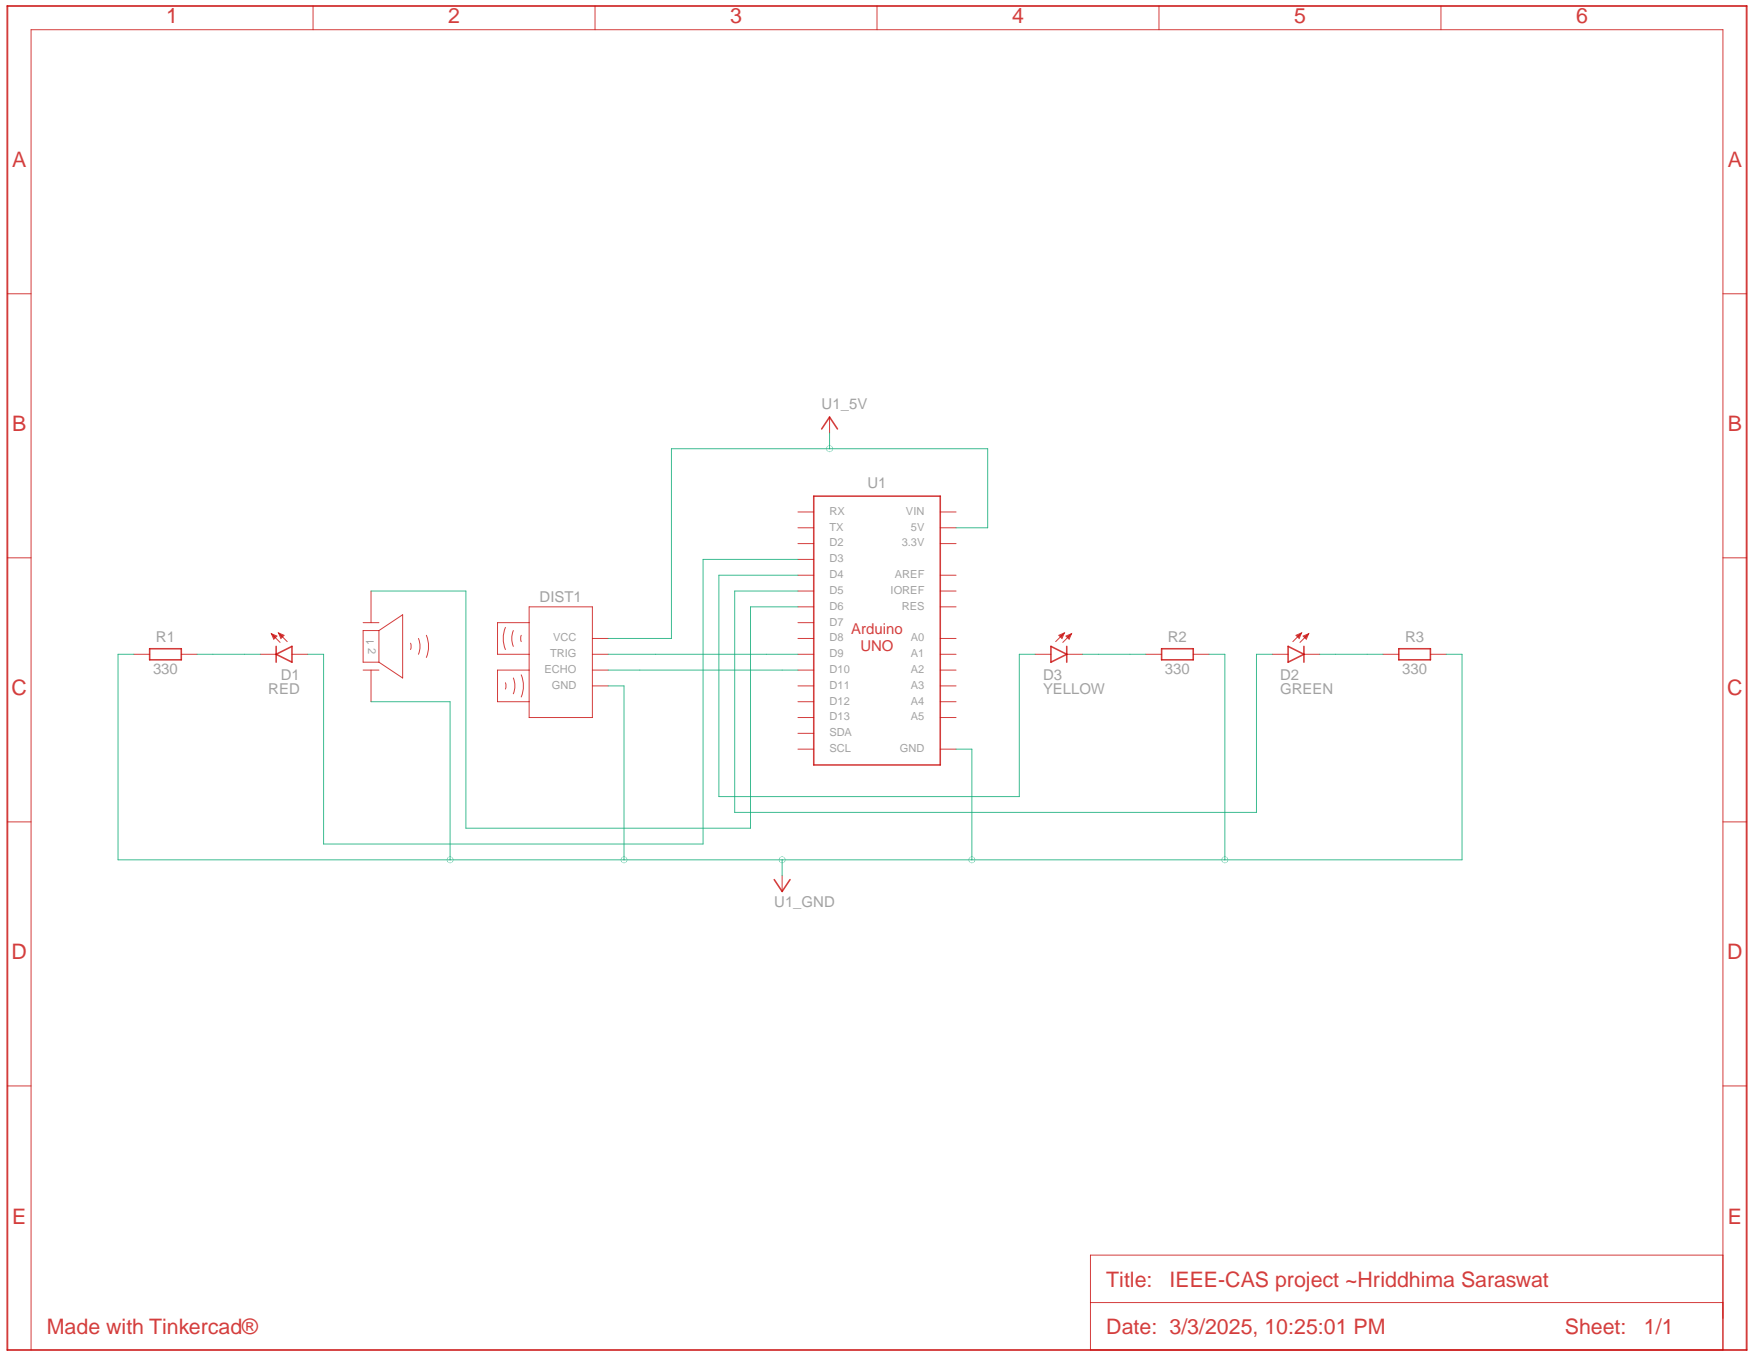 1 2 3 4 5 6
A A
B B
C C
D D
E E
U1_5V
U1
RX VIN
TX 5V
D2 3.3V
D3
D4 AREF
D5 IOREF
D6 RES
D7
D8 A0
D9 A1
D10 A2
D11 A3
D12 A4
D13 A5
SDA
SCL GND
Arduino
UNO
DIST1
VCC
TRIG
ECHO
GND
R1
330
D1
RED
1 2
D3
YELLOW
R2
330
D2
GREEN
R3
330
U1_GND
Title: IEEE-CAS project ~Hriddhima Saraswat
Date: 3/3/2025, 10:25:01 PM Sheet: 1/1
Made with Tinkercad®